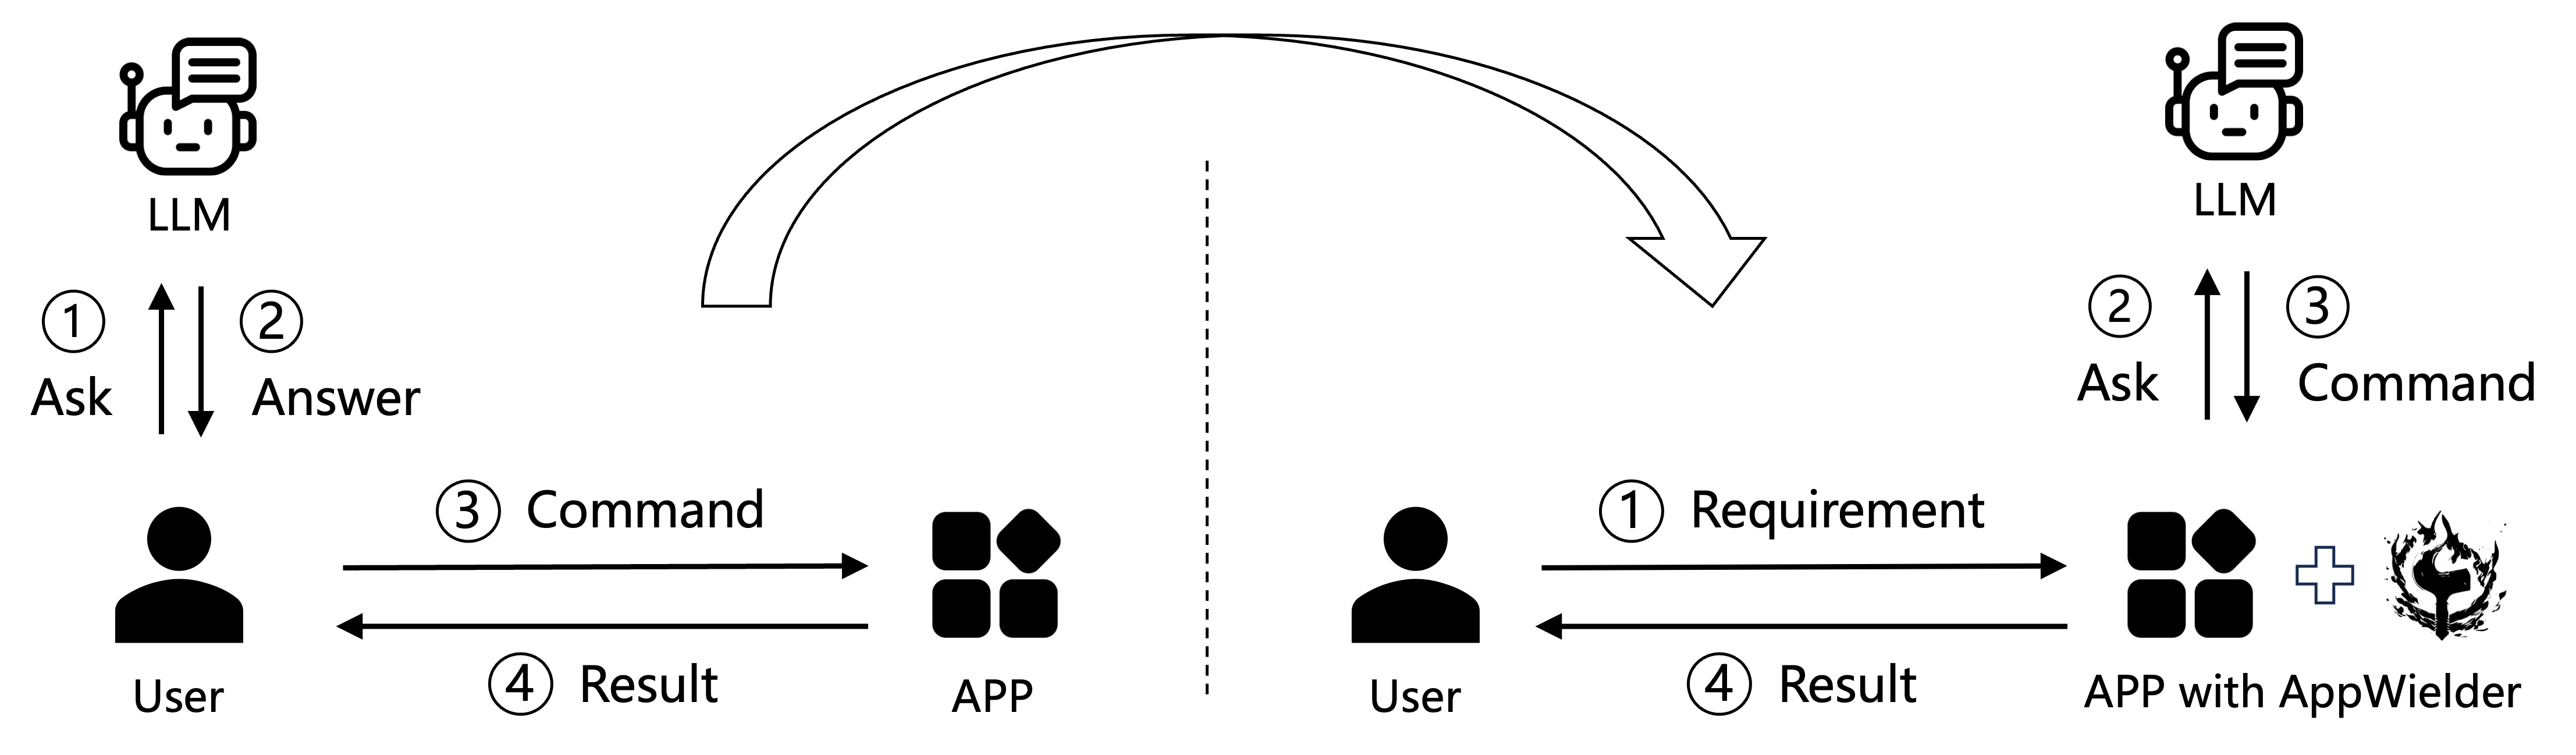 LLM
① ②
Ask Answer
③ Command
④ Result
User
APP
LLM
② ③
Ask Command
① Requirement
④ Result
User
APP with AppWielder